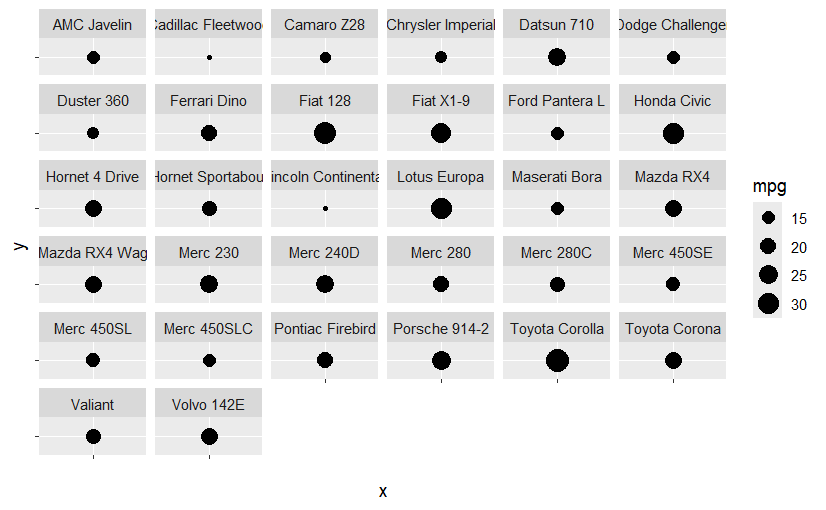 AMC Javelin
Cadillac Fleetwoo
Camaro Z28
Chrysler Imperial
Datsun 710
Dodge Challenge
Duster 360
Ferrari Dino
Fiat 128
Fiat X1-9
Ford Pantera L
Honda Civic
Hornet 4 Drive
Hornet Sportabou
incoln Continenta
Lotus Europa
Maserati Bora
Mazda RX4
Mazda RX4 Wag
Merc 230
Merc 240D
Merc 280
Merc 280C
Merc 450SE
Merc 450SL
Merc 450SLC
Pontiac Firebird
Porsche 914-2
Toyota Corolla
Toyota Corona
Valiant
Volvo 142E
y
x
mpg
15
20
25
30